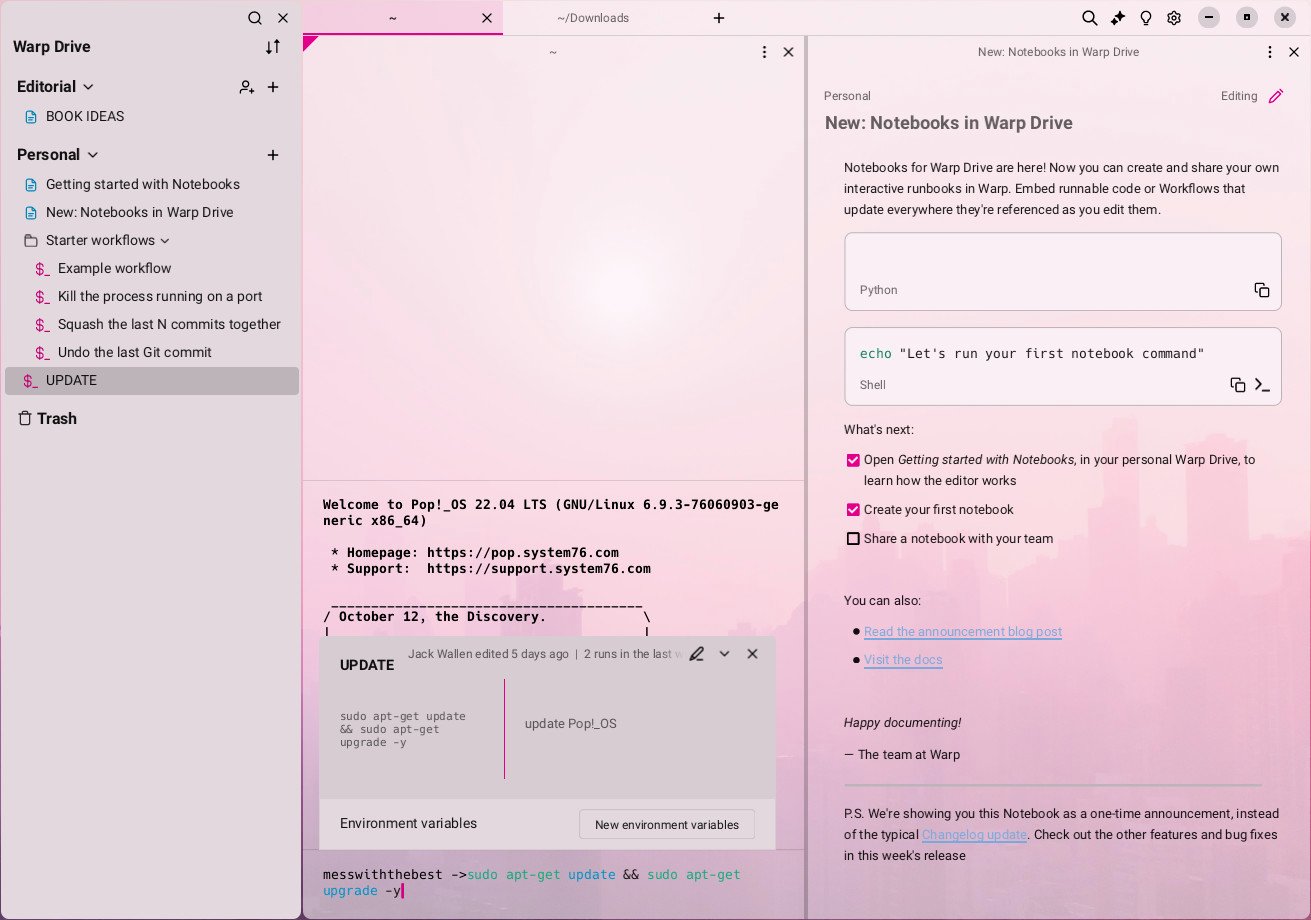 Warp Drive
Editorial
BOOK IDEAS
Personal
Getting started with Notebooks
New: Notebooks in Warp Drive
Starter workflows
$_ Example workflow
$_ Kill the process running on a port
$_ Squash the last N commits together
$_ Undo the last Git commit
$_ UPDATE
Trash
~
~/Downloads
~
Welcome to Pop!_OS 22.04 LTS (GNU/Linux 6.9.3-76060903-ge
neric x86_64)
* Homepage: https://pop.system76.com
* Support:  https://support.system76.com
_______________________________________
/ October 12, the Discovery.             \
|                                        |
UPDATE
Jack Wallen edited 5 days ago | 2 runs in the last
sudo apt-get update
&& sudo apt-get
upgrade -y
update Pop!_OS
Environment variables
New environment variables
messwiththebest ->sudo apt-get update && sudo apt-get
upgrade -y
New: Notebooks in Warp Drive
Personal
Editing
New: Notebooks in Warp Drive
Notebooks for Warp Drive are here! Now you can create and share your own
interactive runbooks in Warp. Embed runnable code or Workflows that
update everywhere they're referenced as you edit them.
Python
echo "Let's run your first notebook command"
Shell
What's next:
Open Getting started with Notebooks, in your personal Warp Drive, to
learn how the editor works
Create your first notebook
Share a notebook with your team
You can also:
• Read the announcement blog post
• Visit the docs
Happy documenting!
— The team at Warp
P.S. We're showing you this Notebook as a one-time announcement, instead
of the typical Changelog update. Check out the other features and bug fixes
in this week's release